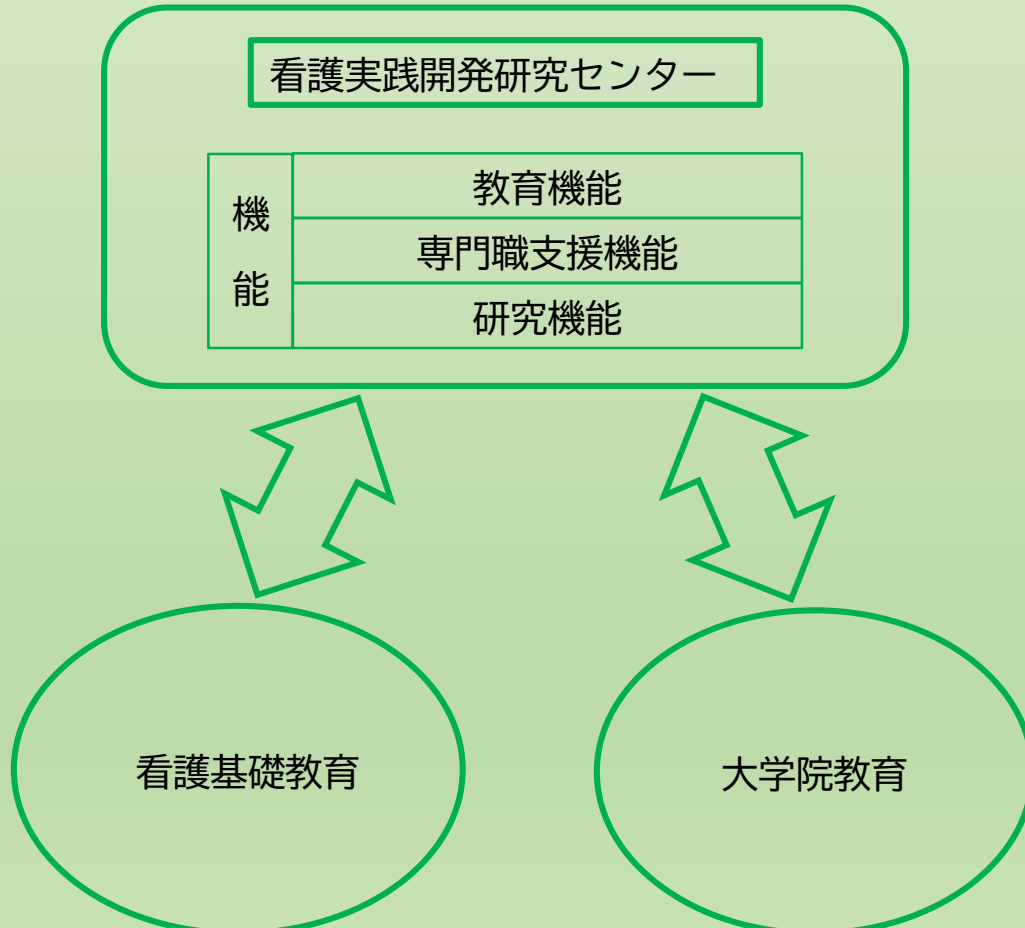 看護実践開発研究センター
機能
教育機能
専門職支援機能
研究機能
看護基礎教育
大学院教育